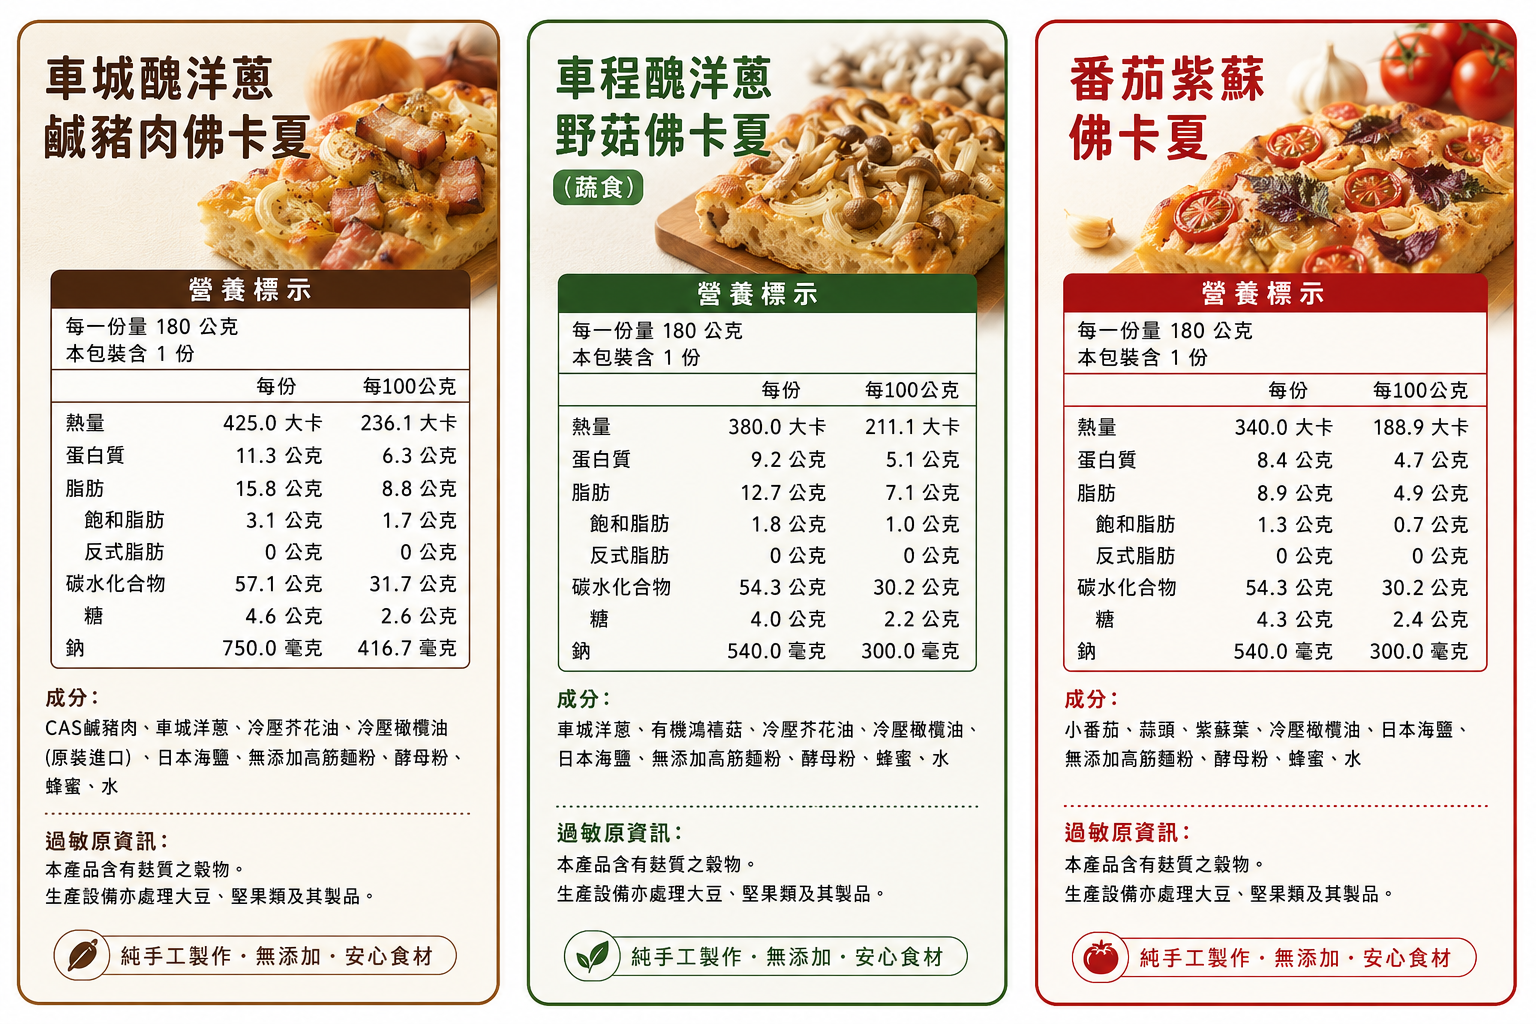 車城醜洋蔥
鹹豬肉佛卡夏
營養標示
每一份量 180 公克
本包裝含 1 份
每份 每100公克
熱量 425.0 大卡 236.1 大卡
蛋白質 11.3 公克 6.3 公克
脂肪 15.8 公克 8.8 公克
飽和脂肪 3.1 公克 1.7 公克
反式脂肪 0 公克 0 公克
碳水化合物 57.1 公克 31.7 公克
糖 4.6 公克 2.6 公克
鈉 750.0 毫克 416.7 毫克
成分：
CAS鹹豬肉、車城洋蔥、冷壓芥花油、冷壓橄欖油
(原裝進口)、日本海鹽、無添加高筋麵粉、酵母粉、
蜂蜜、水
過敏原資訊：
本產品含有麩質之穀物。
生產設備亦處理大豆、堅果類及其製品。
純手工製作・無添加・安心食材
車程醜洋蔥
野菇佛卡夏
（蔬食）
營養標示
每一份量 180 公克
本包裝含 1 份
每份 每100公克
熱量 380.0 大卡 211.1 大卡
蛋白質 9.2 公克 5.1 公克
脂肪 12.7 公克 7.1 公克
飽和脂肪 1.8 公克 1.0 公克
反式脂肪 0 公克 0 公克
碳水化合物 54.3 公克 30.2 公克
糖 4.0 公克 2.2 公克
鈉 540.0 毫克 300.0 毫克
成分：
車城洋蔥、有機鴻禧菇、冷壓芥花油、冷壓橄欖油、
日本海鹽、無添加高筋麵粉、酵母粉、蜂蜜、水
過敏原資訊：
本產品含有麩質之穀物。
生產設備亦處理大豆、堅果類及其製品。
純手工製作・無添加・安心食材
番茄紫蘇
佛卡夏
營養標示
每一份量 180 公克
本包裝含 1 份
每份 每100公克
熱量 340.0 大卡 188.9 大卡
蛋白質 8.4 公克 4.7 公克
脂肪 8.9 公克 4.9 公克
飽和脂肪 1.3 公克 0.7 公克
反式脂肪 0 公克 0 公克
碳水化合物 54.3 公克 30.2 公克
糖 4.3 公克 2.4 公克
鈉 540.0 毫克 300.0 毫克
成分：
小番茄、蒜頭、紫蘇葉、冷壓橄欖油、日本海鹽、
無添加高筋麵粉、酵母粉、蜂蜜、水
過敏原資訊：
本產品含有麩質之穀物。
生產設備亦處理大豆、堅果類及其製品。
純手工製作・無添加・安心食材